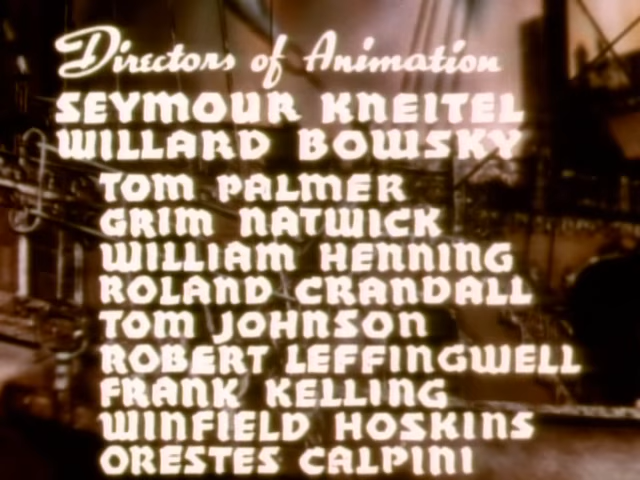 Directors of Animation
SEYMOUR KNEITEL
WILLARD BOWSKY
TOM PALMER
GRIM NATWICK
WILLIAM HENNING
ROLAND CRANDALL
TOM JOHNSON
ROBERT LEFFINGWELL
FRANK KELLING
WINFIELD HOSKINS
ORESTES CALPINI